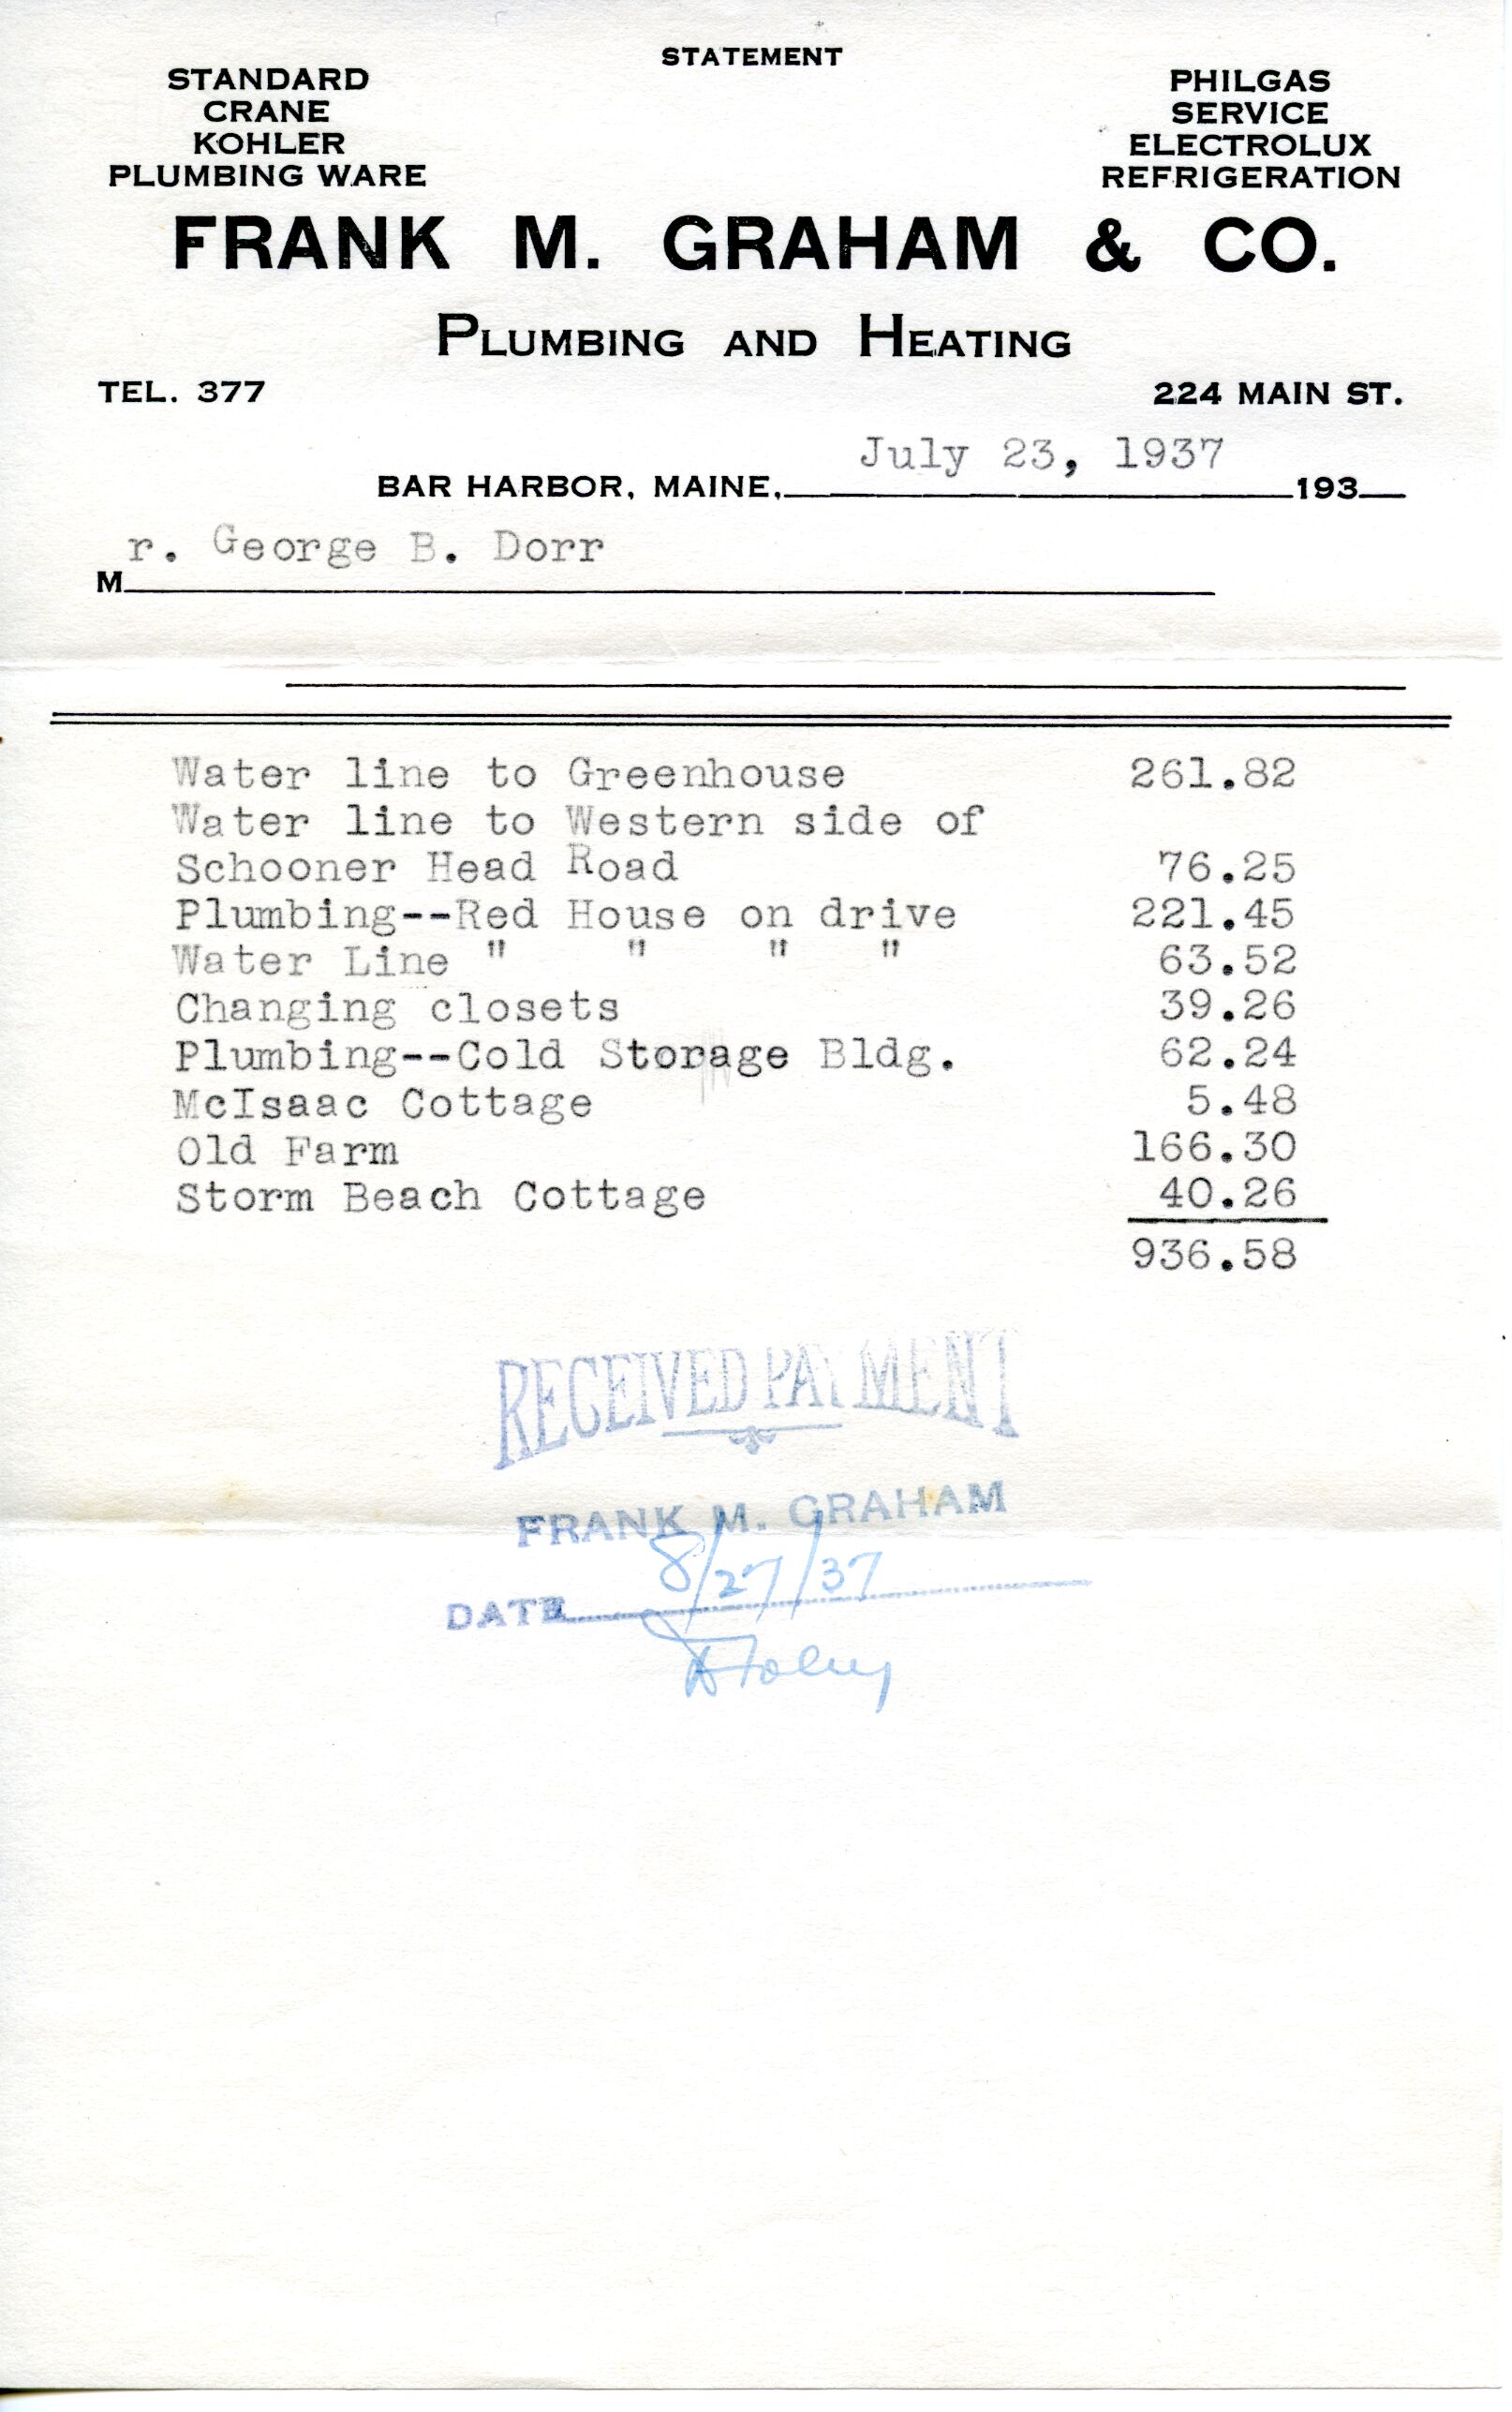 STATEMENT
STANDARD
CRANE
KOHLER
PLUMBING WARE
PHILGAS
SERVICE
ELECTROLUX
REFRIGERATION
FRANK M. GRAHAM & CO.
PLUMBING AND HEATING
TEL. 377 224 MAIN ST.
July 23, 1937
BAR HARBOR, MAINE, 193
r. George B. Dorr
M
Water line to Greenhouse 261.82
Water line to Western side of
Schooner Head Road 76.25
Plumbing--Red House on drive 221.45
Water Line " " " " 63.52
Changing closets 39.26
Plumbing--Cold Storage Bldg. 62.24
McIsaac Cottage 5.48
Old Farm 166.30
Storm Beach Cottage 40.26
936.58
RECEIVED PAYMENT
FRANK M. GRAHAM
8/27/37
DATE